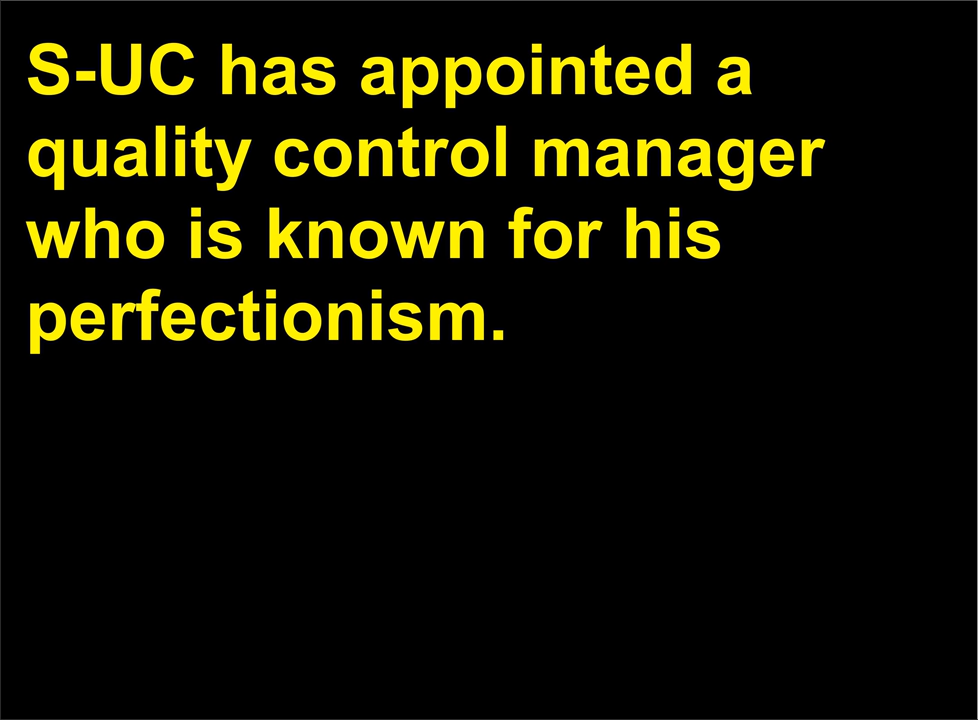 S-UC has appointed a
quality control manager
who is known for his
perfectionism.